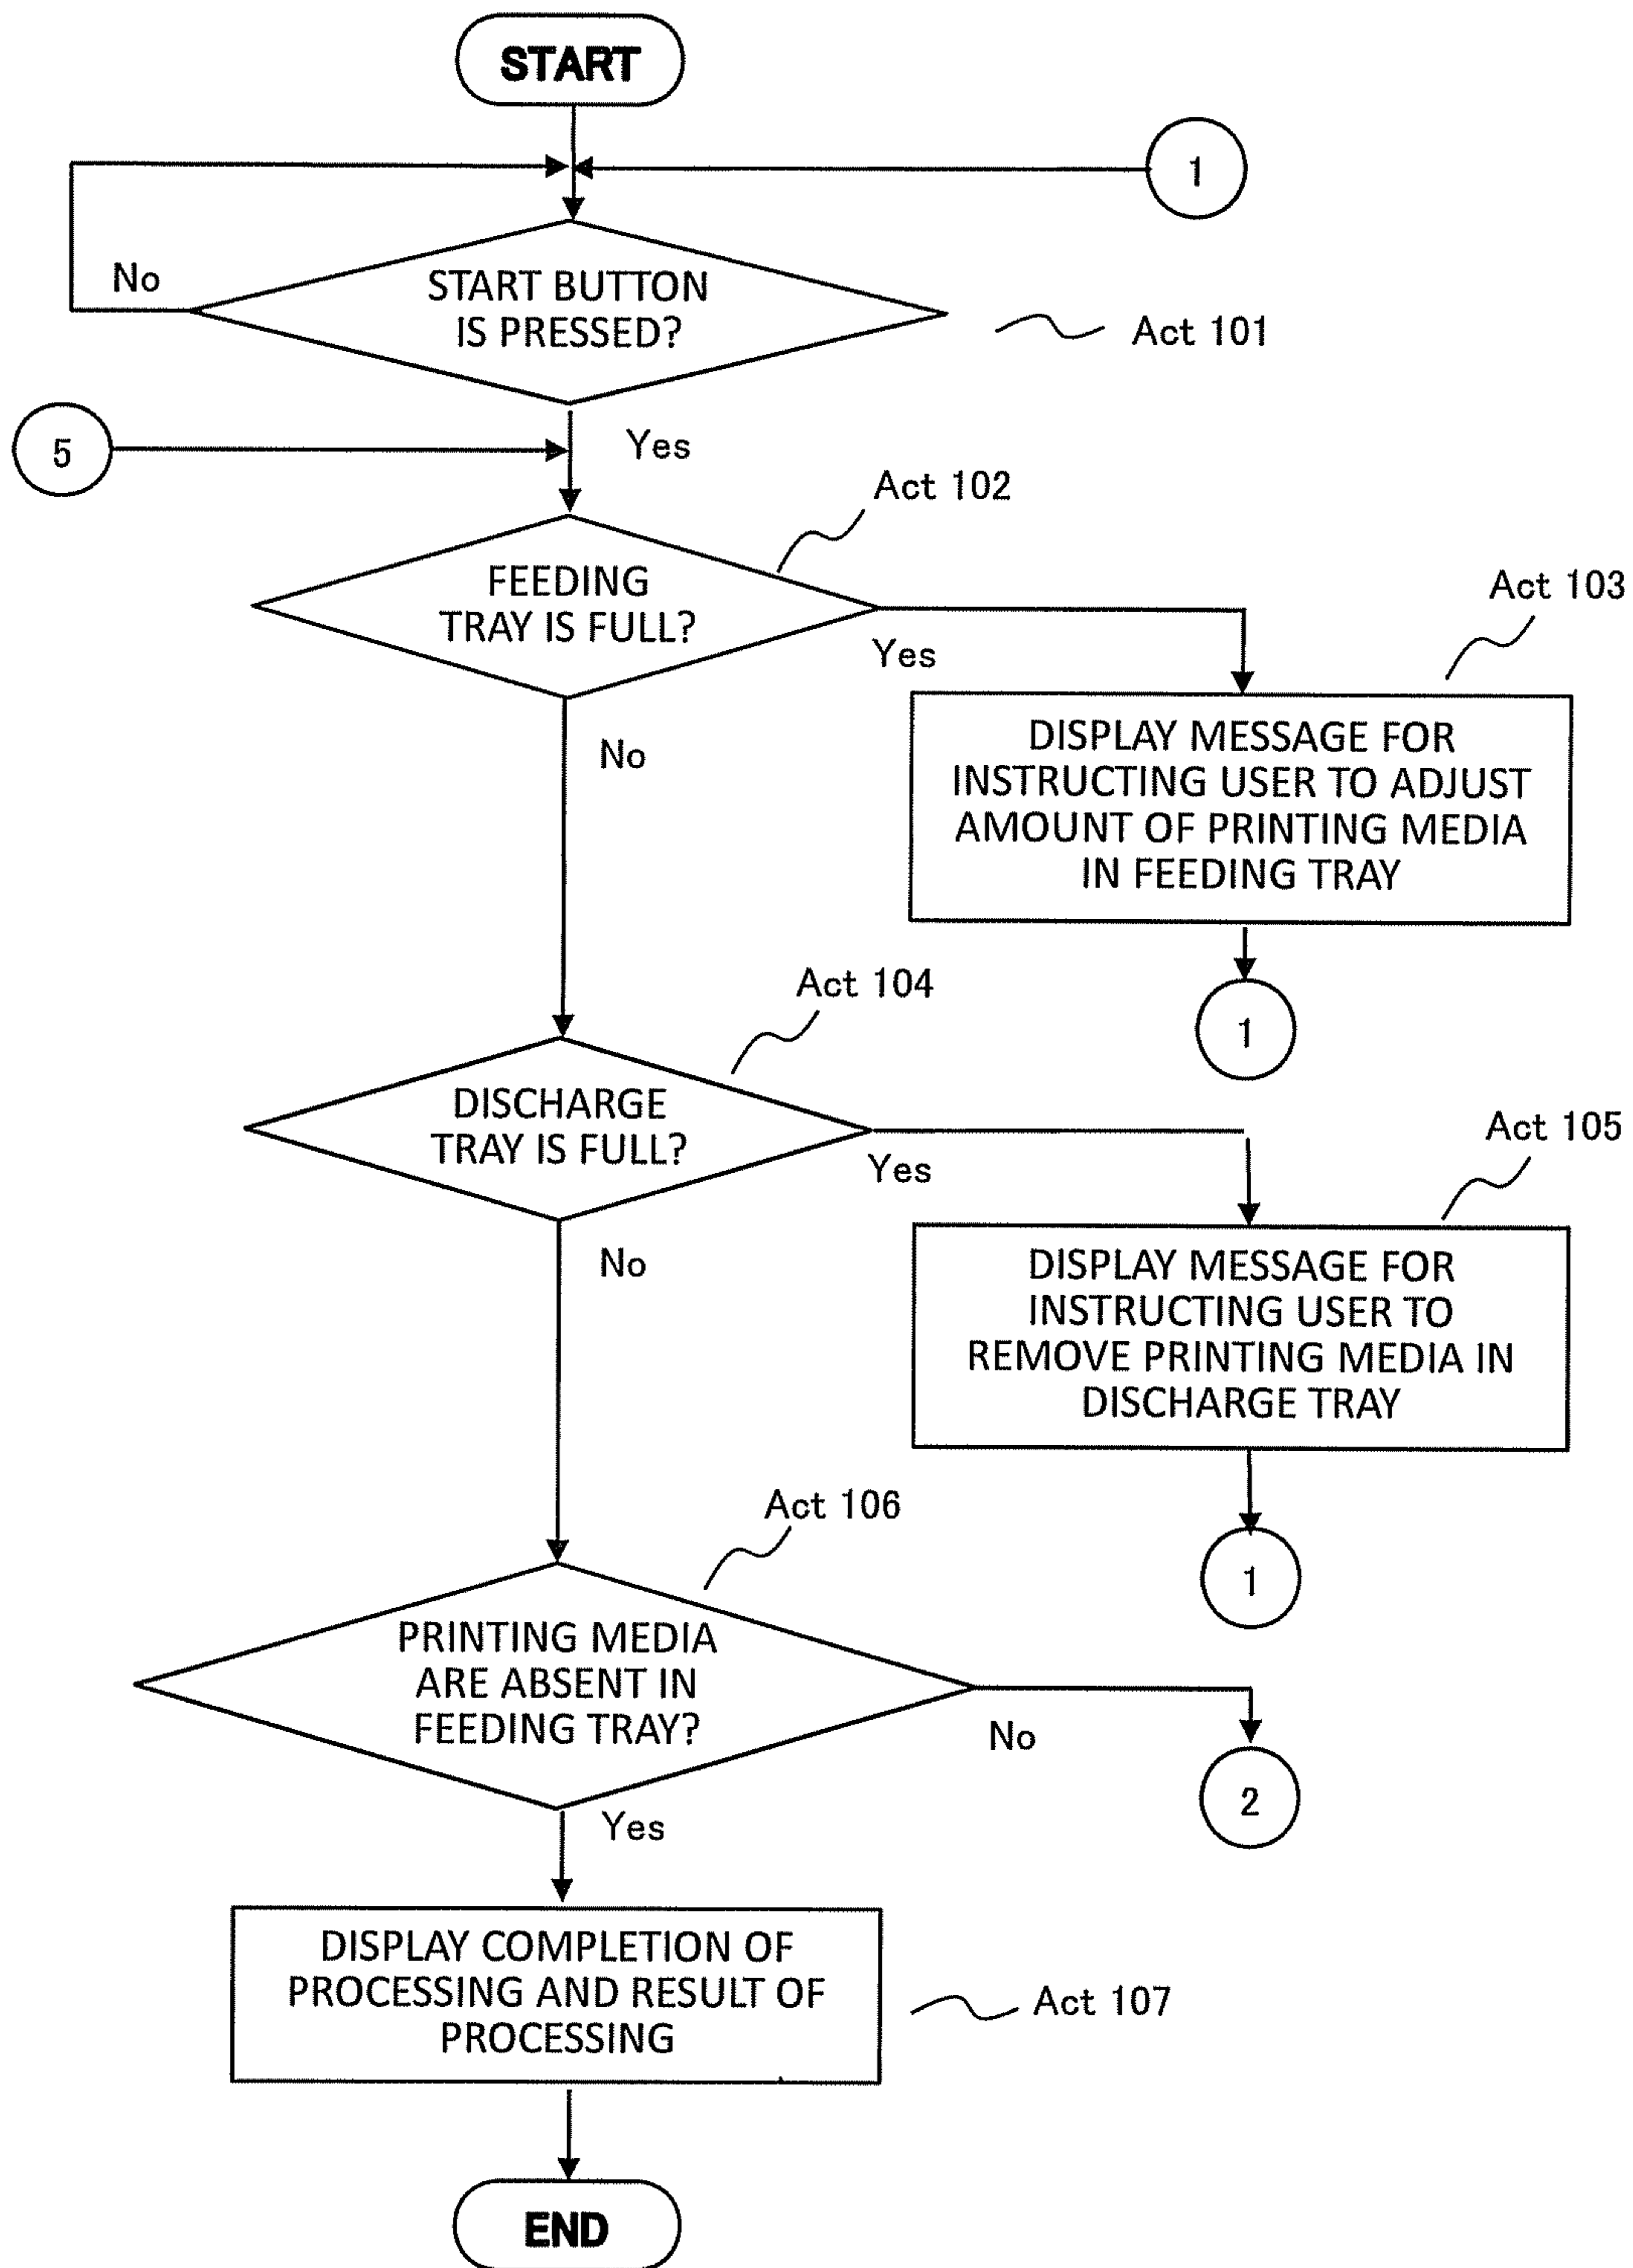 START
1
No
START BUTTON
IS PRESSED?
Act 101
5
Yes
Act 102
FEEDING
TRAY IS FULL?
Yes
Act 103
No
DISPLAY MESSAGE FOR
INSTRUCTING USER TO ADJUST
AMOUNT OF PRINTING MEDIA
IN FEEDING TRAY
1
Act 104
DISCHARGE
TRAY IS FULL?
Yes
Act 105
No
DISPLAY MESSAGE FOR
INSTRUCTING USER TO
REMOVE PRINTING MEDIA IN
DISCHARGE TRAY
1
Act 106
PRINTING MEDIA
ARE ABSENT IN
FEEDING TRAY?
No
2
Yes
DISPLAY COMPLETION OF
PROCESSING AND RESULT OF
PROCESSING
Act 107
END